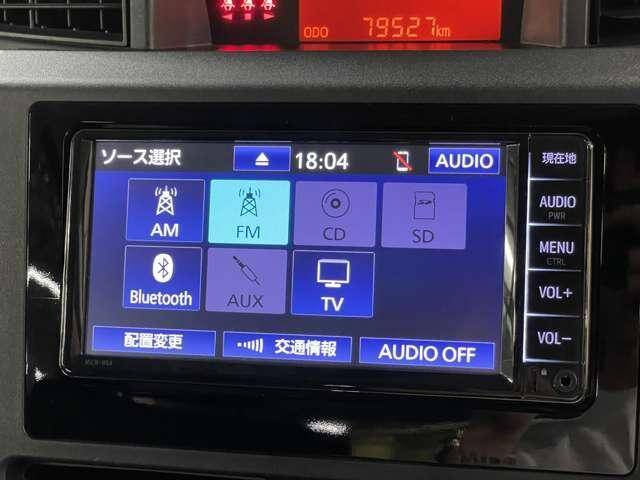 ODO 79527km
ソース選択 18:04 AUDIO
AM FM CD SD
Bluetooth AUX TV
配置変更 交通情報 AUDIO OFF
現在地
AUDIO
PWR
MENU
CTRL
VOL+
VOL-